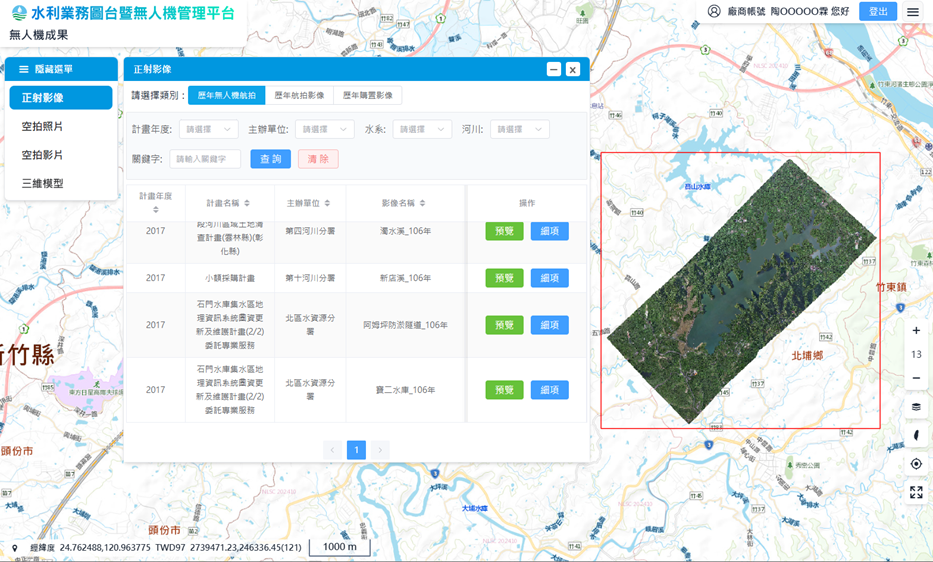 水利業務圖台暨無人機管理平台
廠商帳號 陶OOOOO霖 您好
登出
無人機成果
隱藏選單
正射影像
空拍照片
空拍影片
三維模型
正射影像
請選擇類別：
歷年無人機航拍
歷年航拍影像
歷年購置影像
計畫年度: 請選擇
主辦單位: 請選擇
水系: 請選擇
河川: 請選擇
關鍵字: 請輸入關鍵字
查 詢
清 除
計畫年度
計畫名稱
主辦單位
影像名稱
操作
2017
段河川區域土地清
查計畫(雲林縣)(彰
化縣)
第四河川分署
濁水溪_106年
預覽
細項
2017
小額採購計畫
第十河川分署
新店溪_106年
預覽
細項
2017
石門水庫集水區地
理資訊系統圖資更
新及維護計畫(2/2)
委託專業服務
北區水資源分
署
阿姆坪防淤隧道_106年
預覽
細項
2017
石門水庫集水區地
理資訊系統圖資更
新及維護計畫(2/2)
委託專業服務
北區水資源分
署
寶二水庫_106年
預覽
細項
1
竹東鎮
北埔鄉
新竹縣
頭份市
頭份市
大埔水庫
13
經緯度 24.762488,120.963775 TWD97 2739471.23,246336.45(121)
1000 m